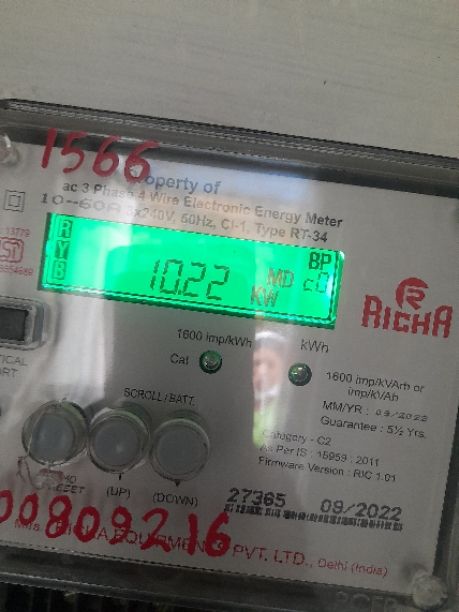 1566
Property of
ac 3 Phase 4 Wire Electronic Energy Meter
10-60A 3x240V, 50Hz, Cl-1, Type RT-34
13779
ISI
R
Y
B
BP
10.22 MD c0
KW
RICHA
1600 imp/kWh
kWh
Cal
1600 imp/kVArh or
imp/kVAh
SCROLL/BATT.
MM/YR : 09/2022
Guarantee : 5½ Yrs.
Category - C2
As Per IS : 15959 : 2011
Firmware Version : RIC 1.01
(UP)
(DOWN)
27365 09/2022
00809216
PVT. LTD., Delhi (India)